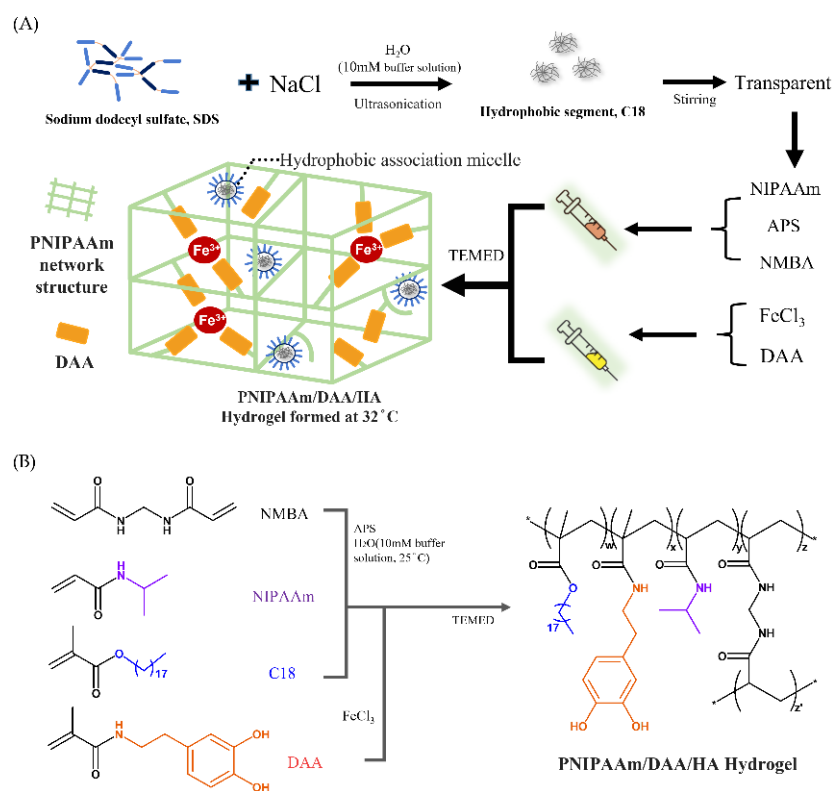 (A)
Sodium dodecyl sulfate, SDS
NaCl
H₂O
(10mM buffer solution)
Ultrasonication
Hydrophobic segment, C18
Stirring
Transparent
Hydrophobic association micelle
PNIPAAm
network
structure
DAA
Fe³⁺
Fe³⁺
Fe³⁺
PNIPAAm/DAA/HA
Hydrogel formed at 32°C
TEMED
NIPAAm
APS
NMBA
FeCl₃
DAA
(B)
O
O
N
H
N
H
NMBA
O
H
N
NIPAAm
O
O
17
C18
O
H
N
OH
OH
DAA
APS
H₂O(10mM buffer
solution, 25°C)
FeCl₃
TEMED
*
w
x
y
z
*
O
O
17
O
NH
HO
OH
O
NH
O
NH
NH
O
*
z'
*
PNIPAAm/DAA/HA Hydrogel